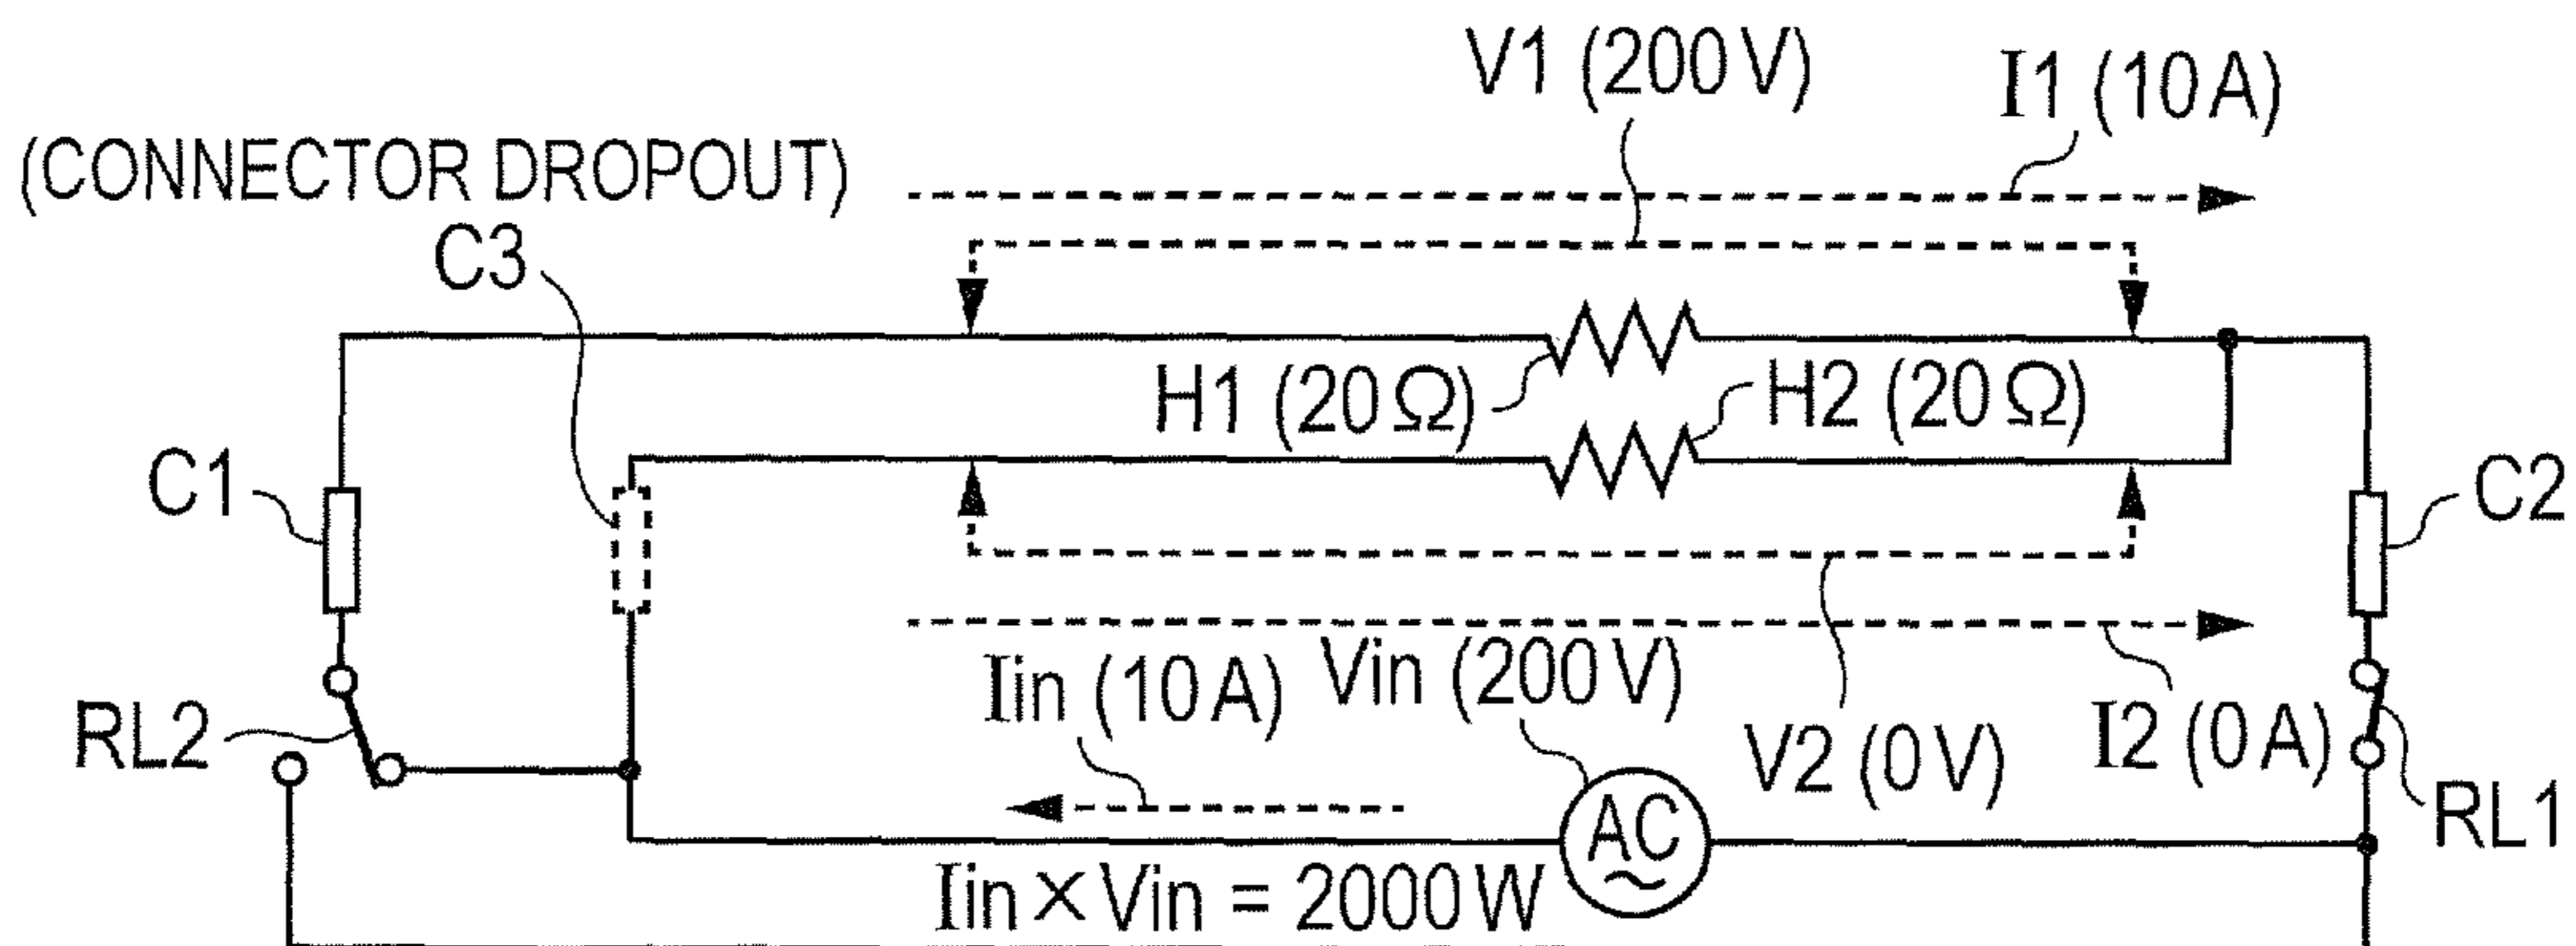 V1 (200 V)
I1 (10 A)
(CONNECTOR DROPOUT)
C3
H1 (20 Ω)
H2 (20 Ω)
C1
C2
Iin (10 A)
Vin (200 V)
RL2
V2 (0 V)
I2 (0 A)
RL1
AC
Iin × Vin = 2000 W